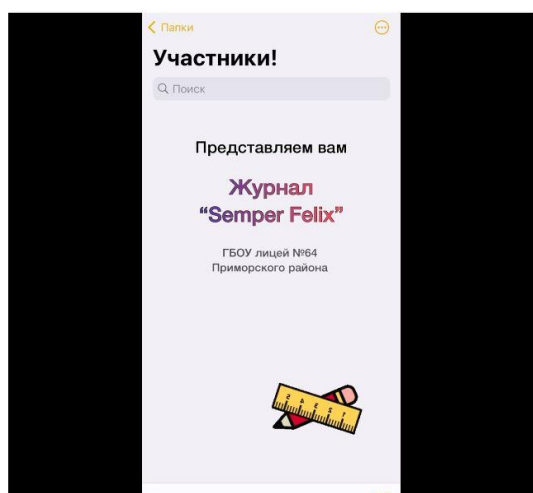 Папки
Участники!
Поиск
Представляем вам
Журнал
“Semper Felix”
ГБОУ лицей №64
Приморского района